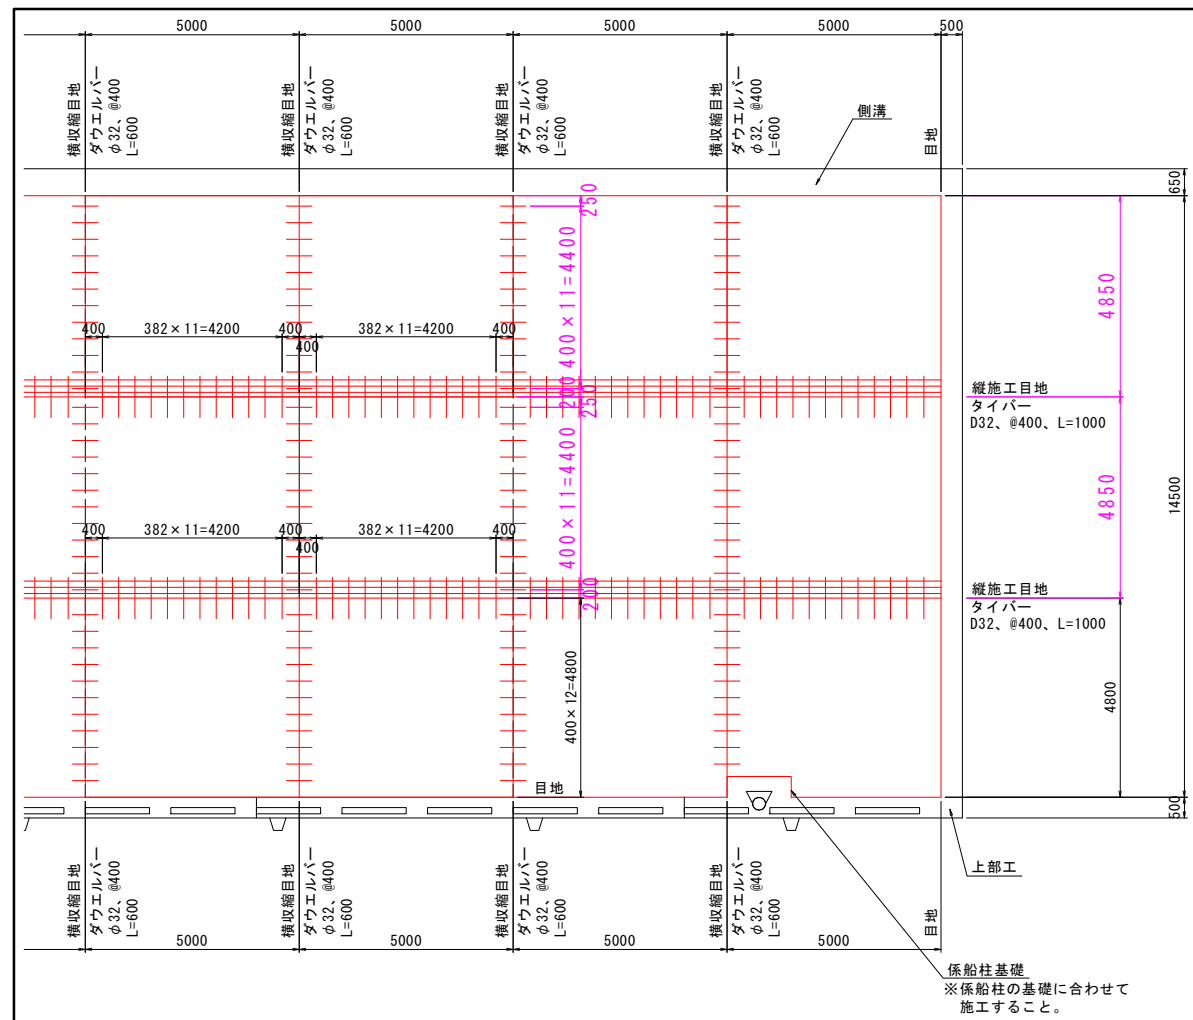 5000
5000
5000
5000
500
横収縮目地
ダウエルバー
φ32、@400
L=600
横収縮目地
ダウエルバー
φ32、@400
L=600
横収縮目地
ダウエルバー
φ32、@400
L=600
横収縮目地
ダウエルバー
φ32、@400
L=600
目地
側溝
650
250
400×11=4400
200
250
400×11=4400
200
400×12=4800
400
382×11=4200
400
400
382×11=4200
400
400
382×11=4200
400
400
382×11=4200
400
4850
4850
4800
14500
500
縦施工目地
タイバー
D32、@400、L=1000
縦施工目地
タイバー
D32、@400、L=1000
目地
上部工
横収縮目地
ダウエルバー
φ32、@400
L=600
横収縮目地
ダウエルバー
φ32、@400
L=600
横収縮目地
ダウエルバー
φ32、@400
L=600
横収縮目地
ダウエルバー
φ32、@400
L=600
目地
5000
5000
5000
5000
係船柱基礎
※係船柱の基礎に合わせて
施工すること。